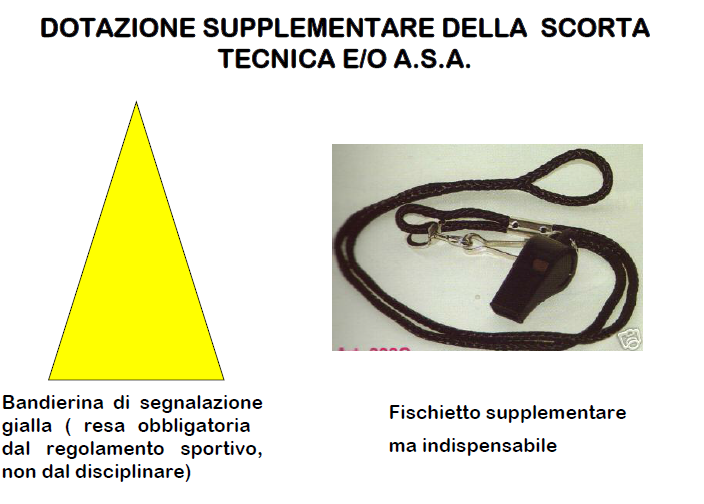 DOTAZIONE SUPPLEMENTARE DELLA SCORTA
TECNICA E/O A.S.A.
Bandierina di segnalazione
gialla ( resa obbligatoria
dal regolamento sportivo,
non dal disciplinare)
Fischietto supplementare
ma indispensabile